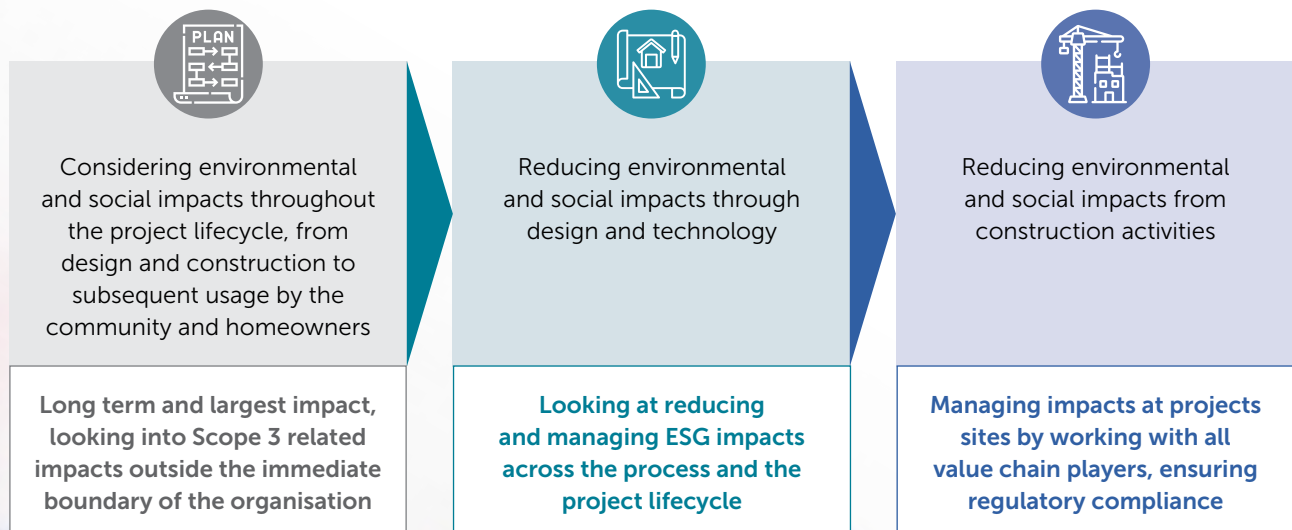 PLAN
Considering environmental
and social impacts throughout
the project lifecycle, from
design and construction to
subsequent usage by the
community and homeowners
Long term and largest impact,
looking into Scope 3 related
impacts outside the immediate
boundary of the organisation
Reducing environmental
and social impacts through
design and technology
Looking at reducing
and managing ESG impacts
across the process and the
project lifecycle
Reducing environmental
and social impacts from
construction activities
Managing impacts at projects
sites by working with all
value chain players, ensuring
regulatory compliance